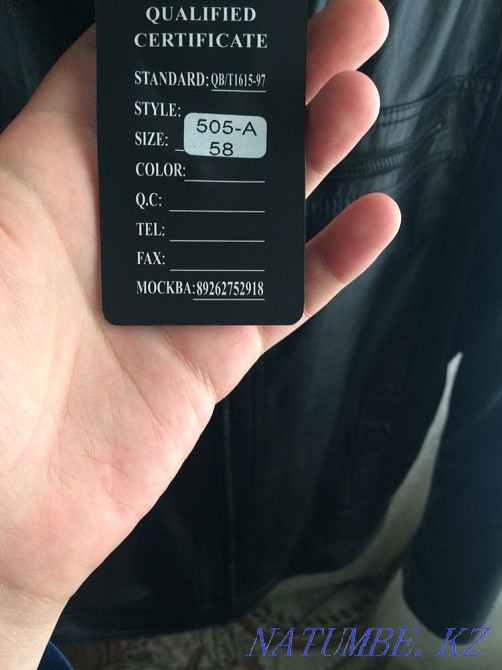 QUALIFIED
CERTIFICATE
STANDARD: QB/T1615-97
STYLE:
505-A
SIZE:
58
COLOR:
Q.C:
TEL:
FAX:
МОСКВА:89262752918
NATUMBE. KZ